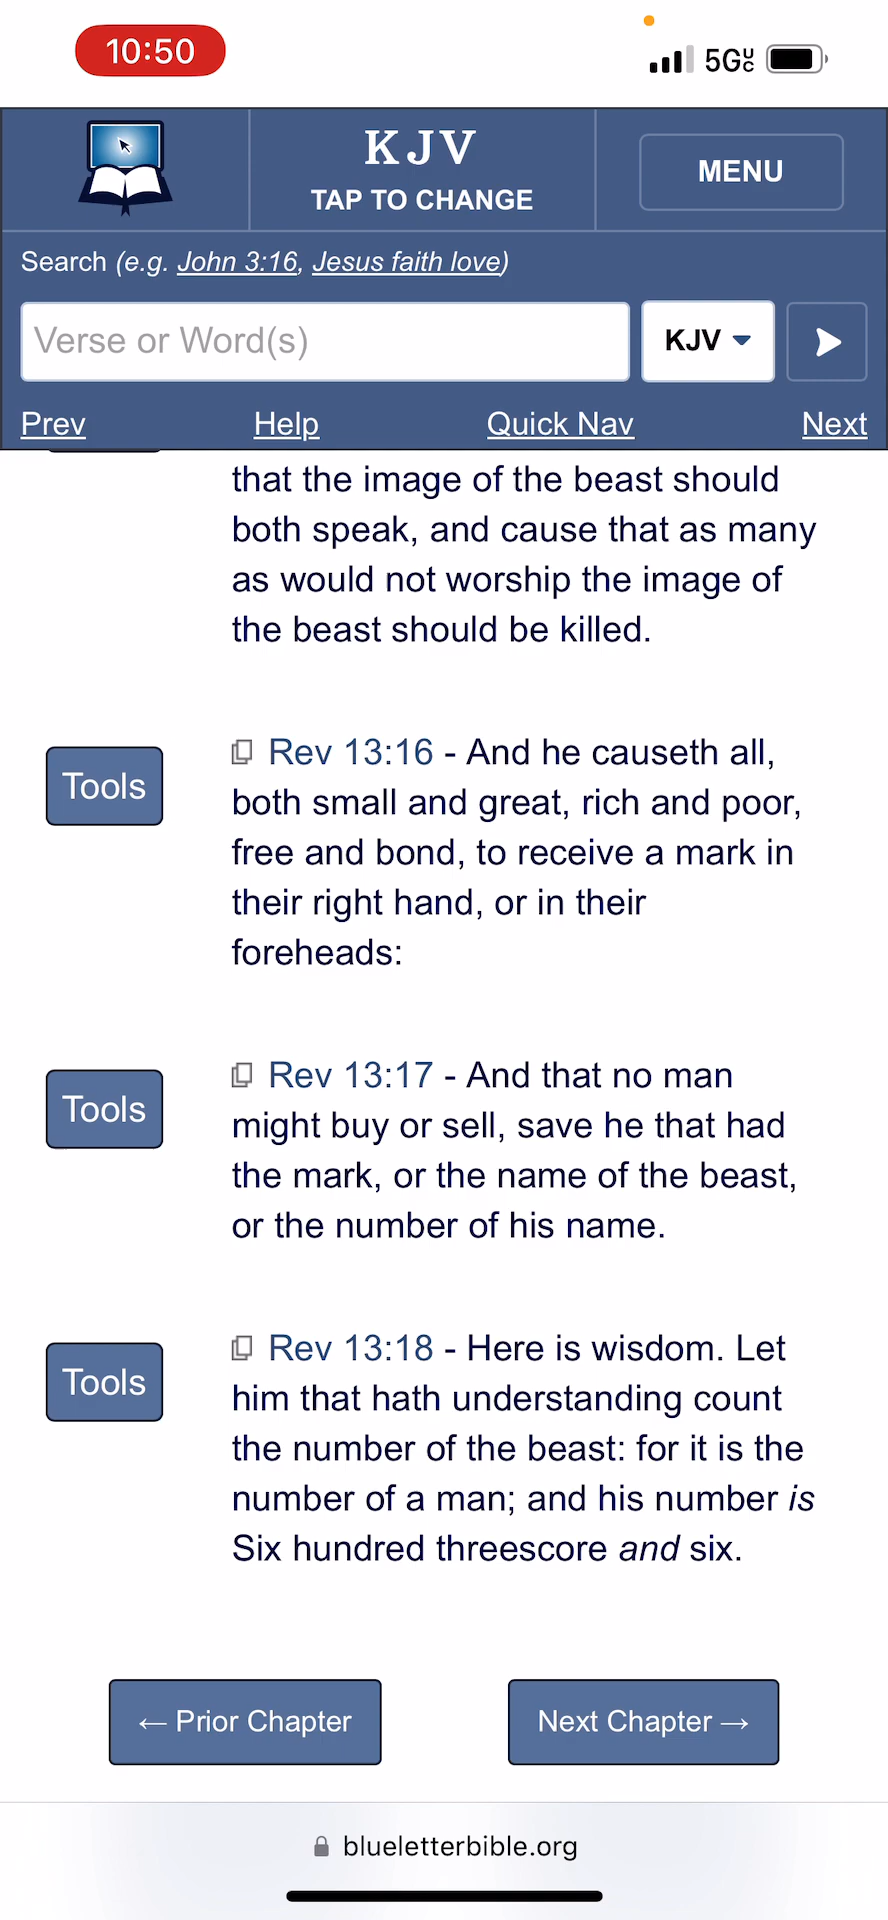 10:50
5GUC
KJV
TAP TO CHANGE
MENU
Search (e.g. John 3:16, Jesus faith love)
Verse or Word(s)
KJV
Prev
Help
Quick Nav
Next
that the image of the beast should
both speak, and cause that as many
as would not worship the image of
the beast should be killed.
Tools
Rev 13:16 - And he causeth all,
both small and great, rich and poor,
free and bond, to receive a mark in
their right hand, or in their
foreheads:
Tools
Rev 13:17 - And that no man
might buy or sell, save he that had
the mark, or the name of the beast,
or the number of his name.
Tools
Rev 13:18 - Here is wisdom. Let
him that hath understanding count
the number of the beast: for it is the
number of a man; and his number is
Six hundred threescore and six.
← Prior Chapter
Next Chapter →
blueletterbible.org